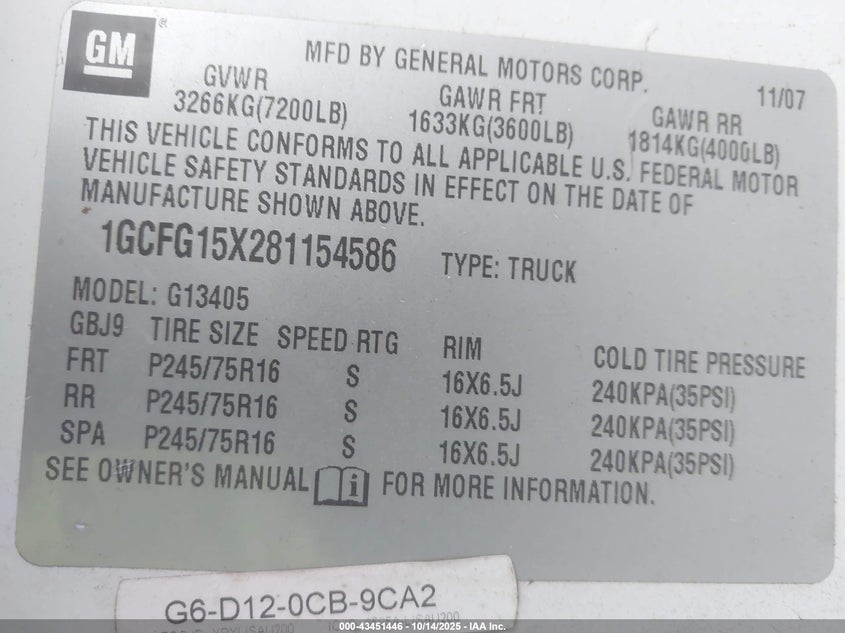 GM
MFD BY GENERAL MOTORS CORP.
11/07
GVWR GAWR FRT GAWR RR
3266KG(7200LB) 1633KG(3600LB) 1814KG(4000LB)
THIS VEHICLE CONFORMS TO ALL APPLICABLE U.S. FEDERAL MOTOR
VEHICLE SAFETY STANDARDS IN EFFECT ON THE DATE OF
MANUFACTURE SHOWN ABOVE.
1GCFG15X281154586 TYPE: TRUCK
MODEL: G13405
GBJ9 TIRE SIZE SPEED RTG RIM COLD TIRE PRESSURE
FRT P245/75R16 S 16X6.5J 240KPA(35PSI)
RR P245/75R16 S 16X6.5J 240KPA(35PSI)
SPA P245/75R16 S 16X6.5J 240KPA(35PSI)
SEE OWNER'S MANUAL i FOR MORE INFORMATION.
G6-D12-0CB-9CA2
000-43451446 - 10/14/2025 - IAA Inc.